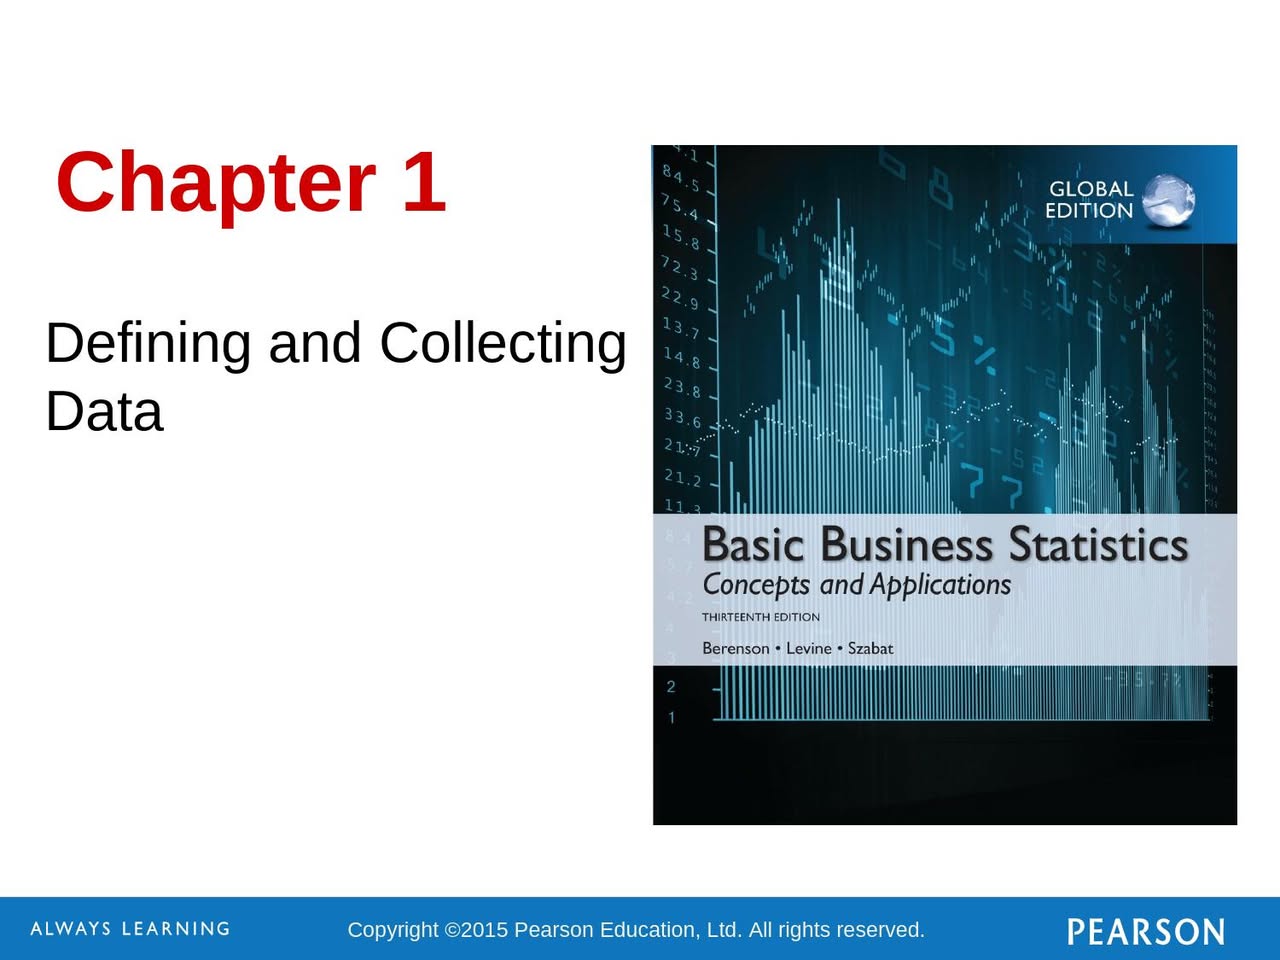 Chapter 1
Defining and Collecting
Data
GLOBAL
EDITION
84.5
75.4
15.8
72.3
22.9
13.7
14.8
23.8
33.6
21.7
21.2
11.3
Basic Business Statistics
Concepts and Applications
THIRTEENTH EDITION
Berenson • Levine • Szabat
2
1
ALWAYS LEARNING
Copyright ©2015 Pearson Education, Ltd. All rights reserved.
PEARSON